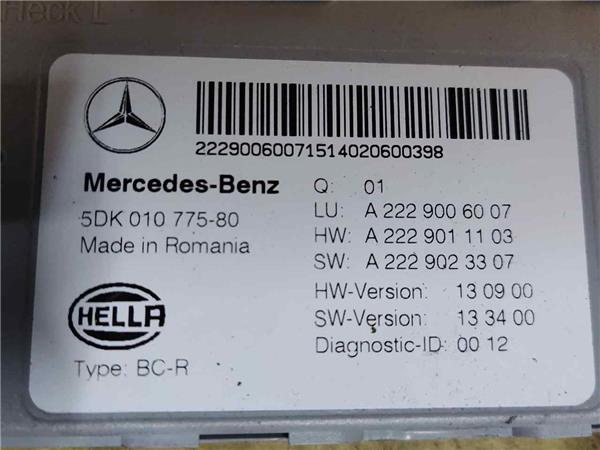 Heck L
22290060071514020600398
Mercedes-Benz
Q: 01
5DK 010 775-80
LU: A 222 900 60 07
Made in Romania
HW: A 222 901 11 03
SW: A 222 902 33 07
HELLA
HW-Version: 13 09 00
SW-Version: 13 34 00
Type: BC-R
Diagnostic-ID: 00 12